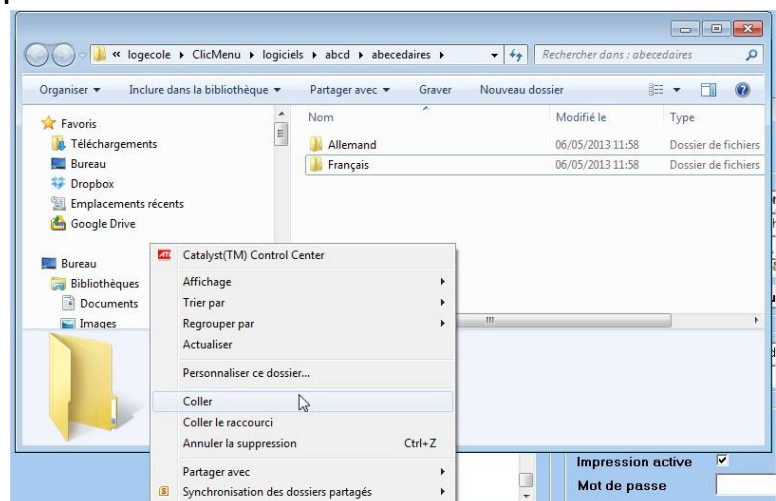 « logecole ▸ ClicMenu ▸ logiciels ▸ abcd ▸ abecedaires ▸ Rechercher dans : abecedaires
Organiser Inclure dans la bibliothèque Partager avec Graver Nouveau dossier
Favoris
Téléchargements
Bureau
Dropbox
Emplacements récents
Google Drive
Bureau
Bibliothèques
Documents
Images
Nom Modifié le Type
Allemand 06/05/2013 11:58 Dossier de fichiers
Français 06/05/2013 11:58 Dossier de fichiers
ATI Catalyst(TM) Control Center
Affichage
Trier par
Regrouper par
Actualiser
Personnaliser ce dossier...
Coller
Coller le raccourci
Annuler la suppression Ctrl+Z
Partager avec
Synchronisation des dossiers partagés
Impression active
Mot de passe